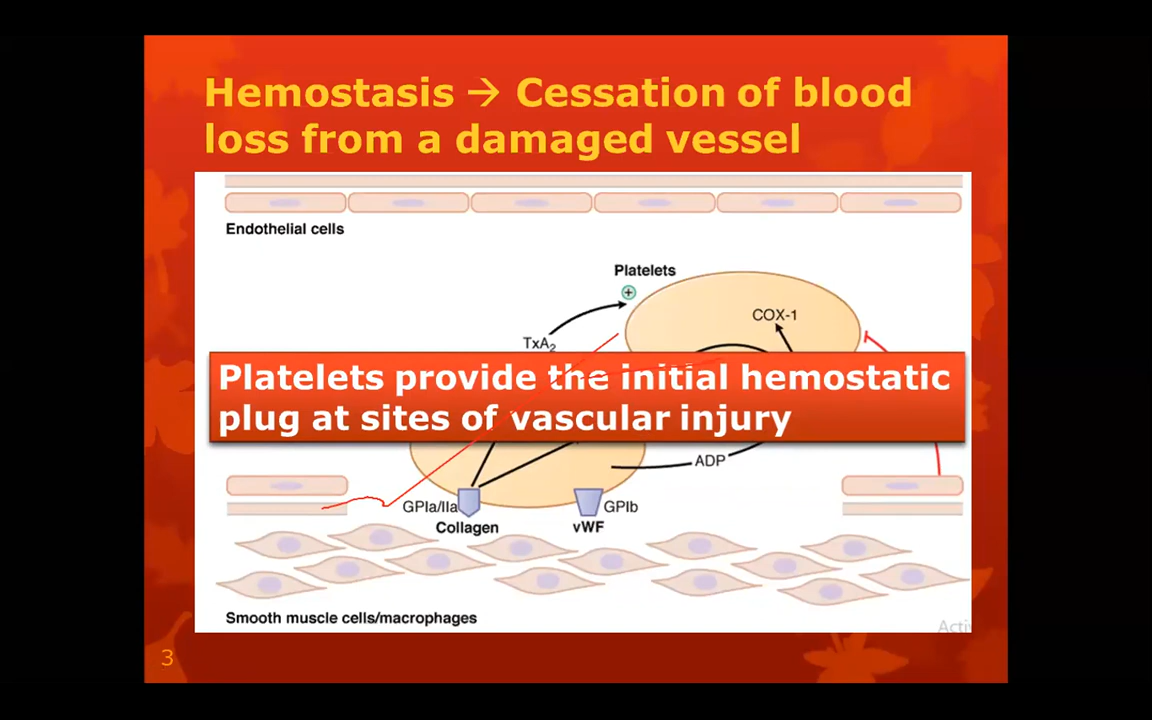 Hemostasis → Cessation of blood
loss from a damaged vessel
Endothelial cells
Platelets
+
COX-1
TxA₂
Platelets provide the initial hemostatic
plug at sites of vascular injury
ADP
GPIa/IIa
GPIb
Collagen
vWF
Smooth muscle cells/macrophages
3